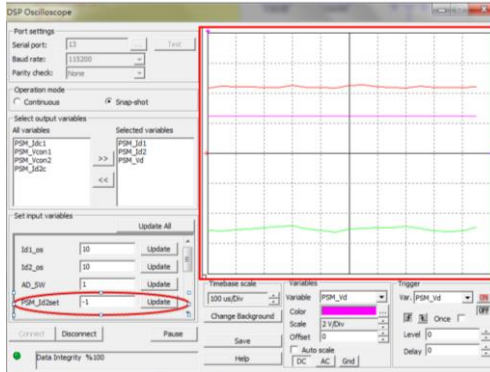 DSP Oscilloscope
Port settings
Serial port: 13 ... Test
Baud rate: 115200
Parity check: None
Operation mode
Continuous Snap-shot
Select output variables
All variables Selected variables
PSM_Idc1 PSM_Id1
PSM_Vcon1 PSM_Id2
PSM_Vcon2 PSM_Vd
PSM_Id2c
>>
<<
Set input variables
Update All
Id1_os 10 Update
Id2_os 10 Update
AD_SW 1 Update
PSM_Id2set -1 Update
Connect Disconnect Pause
Data Integrity %100
Timebase scale
100 us/Div
Change Background
Save
Help
Variables
Variable PSM_Vd
Color ...
Scale 2 V/Div
Offset 0
Auto scale
DC AC Gnd
Trigger
Var. PSM_Vd ON
OFF
Once
Level 0
Delay 0